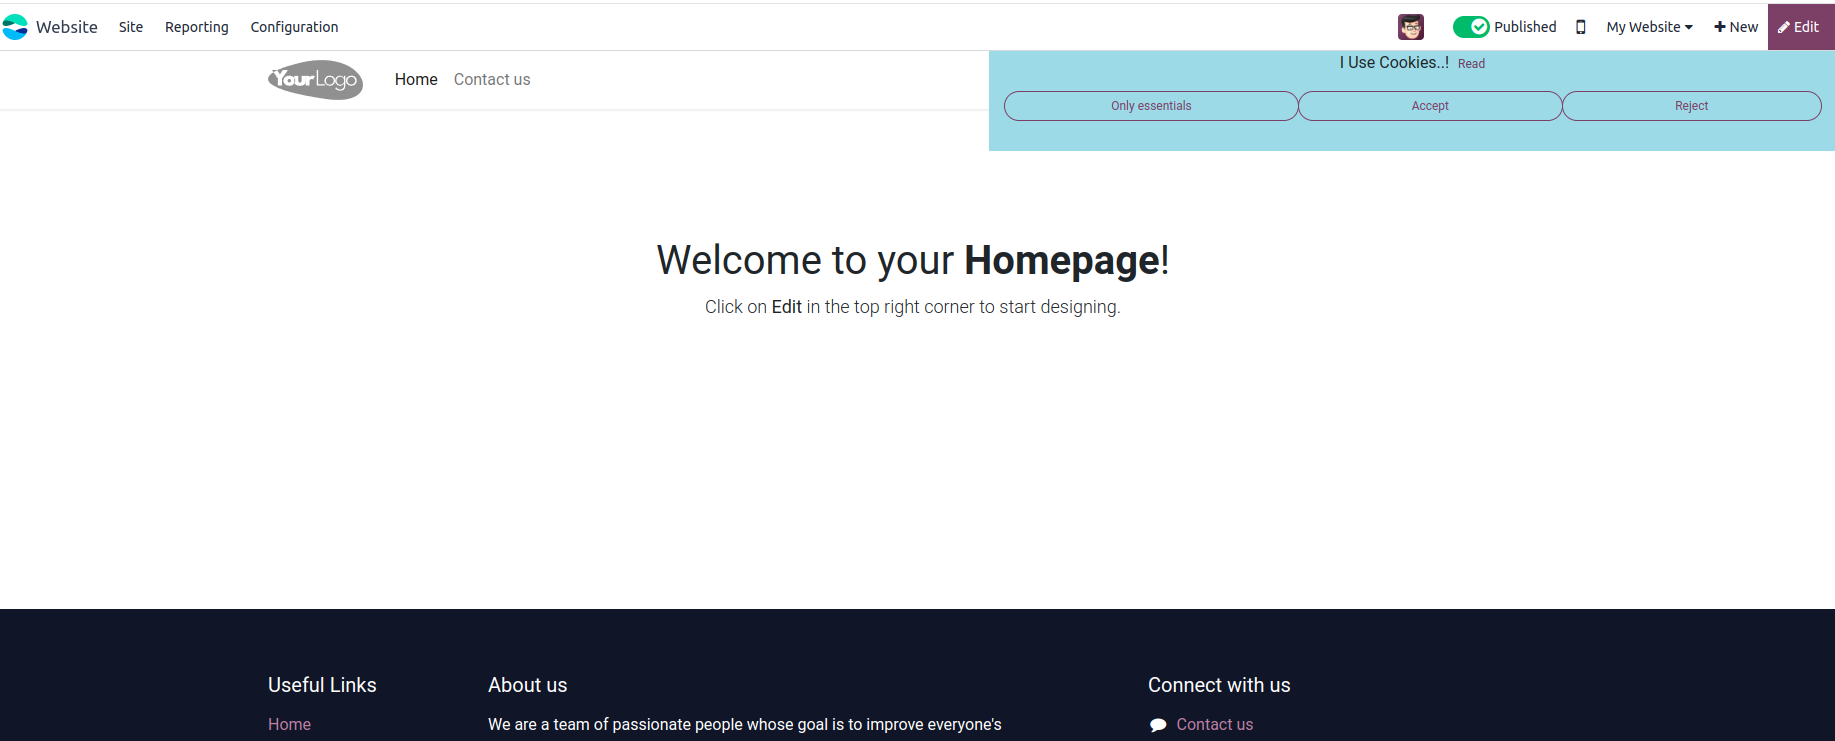 Website Site Reporting Configuration Published My Website New Edit
YourLogo Home Contact us
I Use Cookies..! Read
Only essentials Accept Reject
Welcome to your Homepage!
Click on Edit in the top right corner to start designing.
Useful Links About us Connect with us
Home We are a team of passionate people whose goal is to improve everyone's Contact us